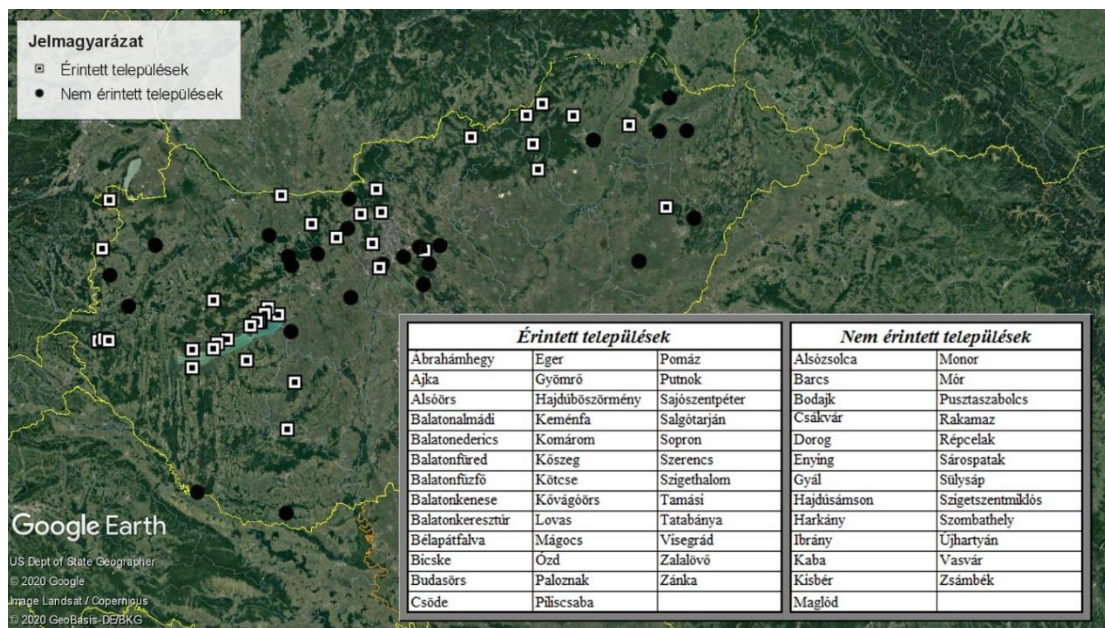 Jelmagyarázat
Érintett települések
Nem érintett települések
Érintett települések
Nem érintett települések
Ábrahámhegy Eger Pomáz Alsózsolca Monor
Ajka Gyömrő Putnok Barcs Mór
Alsóörs Hajdúböszörmény Sajószentpéter Bodajk Pusztaszabolcs
Balatonalmádi Keménfa Salgótarján Csákvár Rakamaz
Balatonederics Komárom Sopron Dorog Répcelak
Balatonfüred Kőszeg Szerencs Enying Sárospatak
Balatonfűzfő Kötcse Szigethalom Gyál Sülysáp
Balatonkenese Kővágóörs Tamási Hajdúsámson Szigetszentmiklós
Balatonkeresztúr Lovas Tatabánya Harkány Szombathely
Bélapátfalva Mágocs Visegrád Ibrány Újhartyán
Bicske Ózd Zalalövő Kaba Vasvár
Budasörs Paloznak Zánka Kisbér Zsámbék
Csöde Piliscsaba Maglód
Google Earth
US Dept of State Geographer
© 2020 Google
Image Landsat / Copernicus
© 2020 GeoBasis-DE/BKG